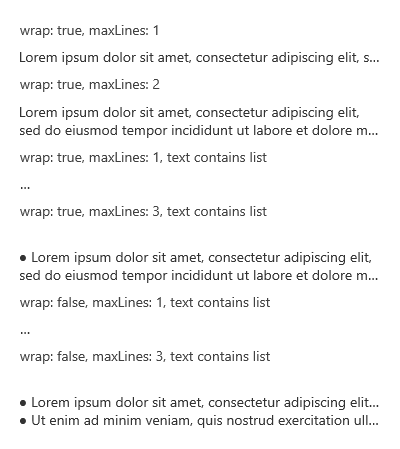 wrap: true, maxLines: 1
Lorem ipsum dolor sit amet, consectetur adipiscing elit, s...
wrap: true, maxLines: 2
Lorem ipsum dolor sit amet, consectetur adipiscing elit,
sed do eiusmod tempor incididunt ut labore et dolore m...
wrap: true, maxLines: 1, text contains list
...
wrap: true, maxLines: 3, text contains list
• Lorem ipsum dolor sit amet, consectetur adipiscing elit,
sed do eiusmod tempor incididunt ut labore et dolore m...
wrap: false, maxLines: 1, text contains list
...
wrap: false, maxLines: 3, text contains list
• Lorem ipsum dolor sit amet, consectetur adipiscing elit...
• Ut enim ad minim veniam, quis nostrud exercitation ull...